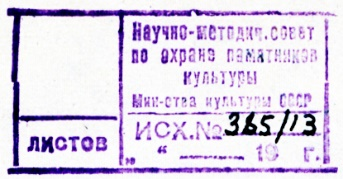 Научно-методич. совет
по охране памятников
культуры
Мин-ства культуры СССР
ЛИСТОВ
ИСХ.№ 365/13
„ “ 19 г.